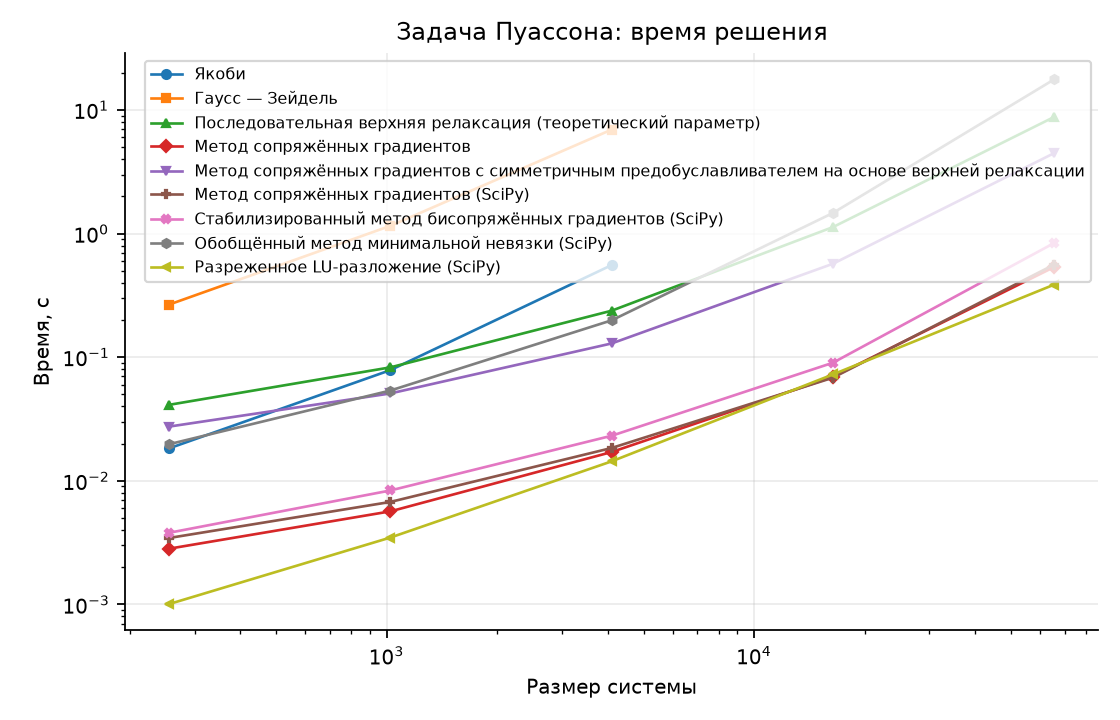 Задача Пуассона: время решения
Якоби
Гаусс — Зейдель
Последовательная верхняя релаксация (теоретический параметр)
Метод сопряжённых градиентов
Метод сопряжённых градиентов с симметричным предобуславливателем на основе верхней релаксации
Метод сопряжённых градиентов (SciPy)
Стабилизированный метод бисопряжённых градиентов (SciPy)
Обобщённый метод минимальной невязки (SciPy)
Разреженное LU-разложение (SciPy)
Время, с
10¹
10⁰
10⁻¹
10⁻²
10⁻³
10³
10⁴
Размер системы